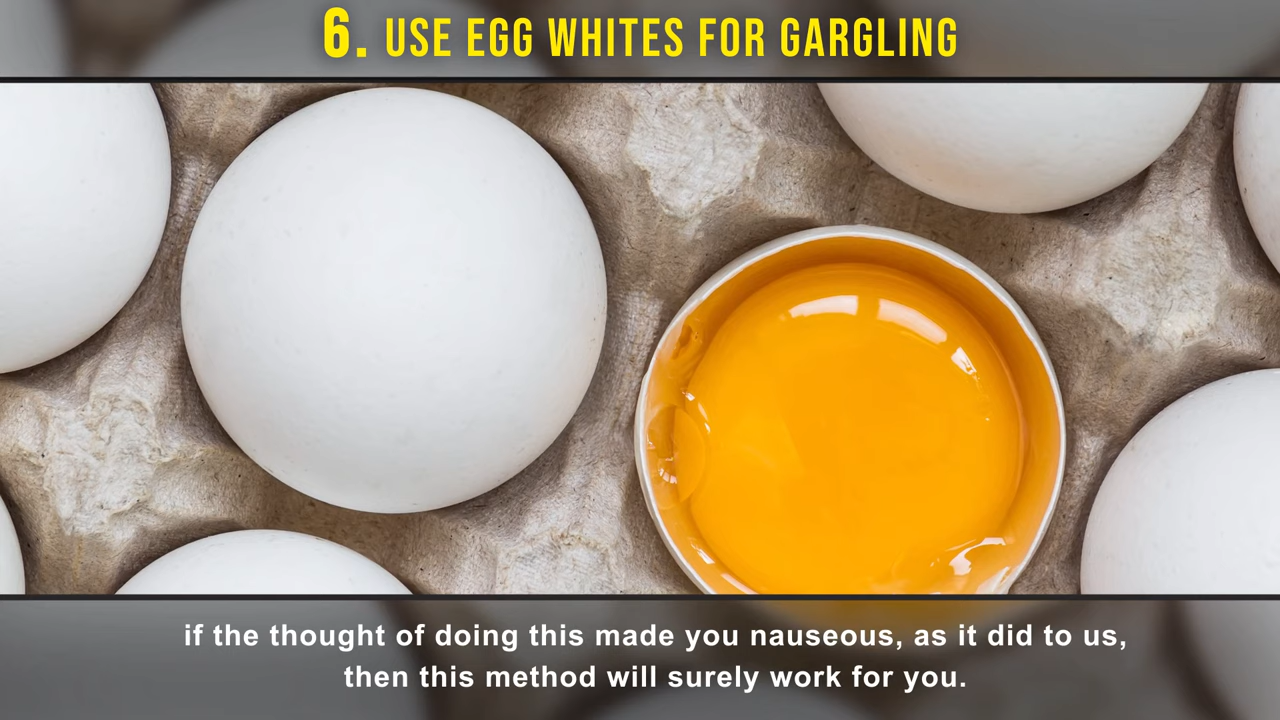 6. USE EGG WHITES FOR GARGLING
if the thought of doing this made you nauseous, as it did to us,
then this method will surely work for you.